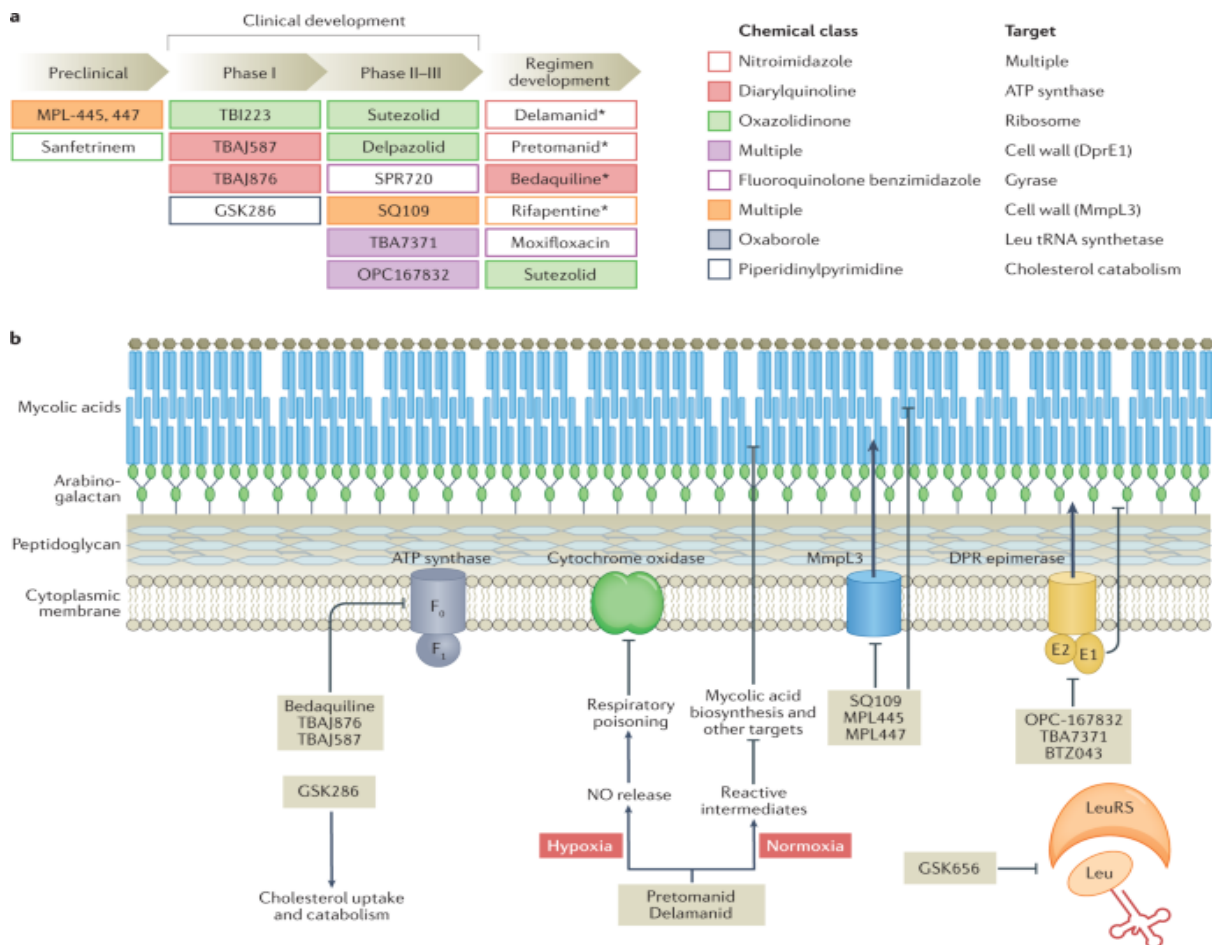 a
Clinical development
Preclinical
Phase I
Phase II–III
Regimen
development
MPL-445, 447
TBI223
Sutezolid
Delamanid*
Sanfetrinem
TBAJ587
Delpazolid
Pretomanid*
TBAJ876
SPR720
Bedaquiline*
GSK286
SQ109
Rifapentine*
TBA7371
Moxifloxacin
OPC167832
Sutezolid
Chemical class
Target
Nitroimidazole
Multiple
Diarylquinoline
ATP synthase
Oxazolidinone
Ribosome
Multiple
Cell wall (DprE1)
Fluoroquinolone benzimidazole
Gyrase
Multiple
Cell wall (MmpL3)
Oxaborole
Leu tRNA synthetase
Piperidinylpyrimidine
Cholesterol catabolism
b
Mycolic acids
Arabino-
galactan
Peptidoglycan
Cytoplasmic
membrane
ATP synthase
Cytochrome oxidase
MmpL3
DPR epimerase
F0
F1
E2
E1
Bedaquiline
TBAJ876
TBAJ587
GSK286
Cholesterol uptake
and catabolism
Respiratory
poisoning
NO release
Hypoxia
Mycolic acid
biosynthesis and
other targets
Reactive
intermediates
Normoxia
Pretomanid
Delamanid
SQ109
MPL445
MPL447
OPC-167832
TBA7371
BTZ043
GSK656
LeuRS
Leu